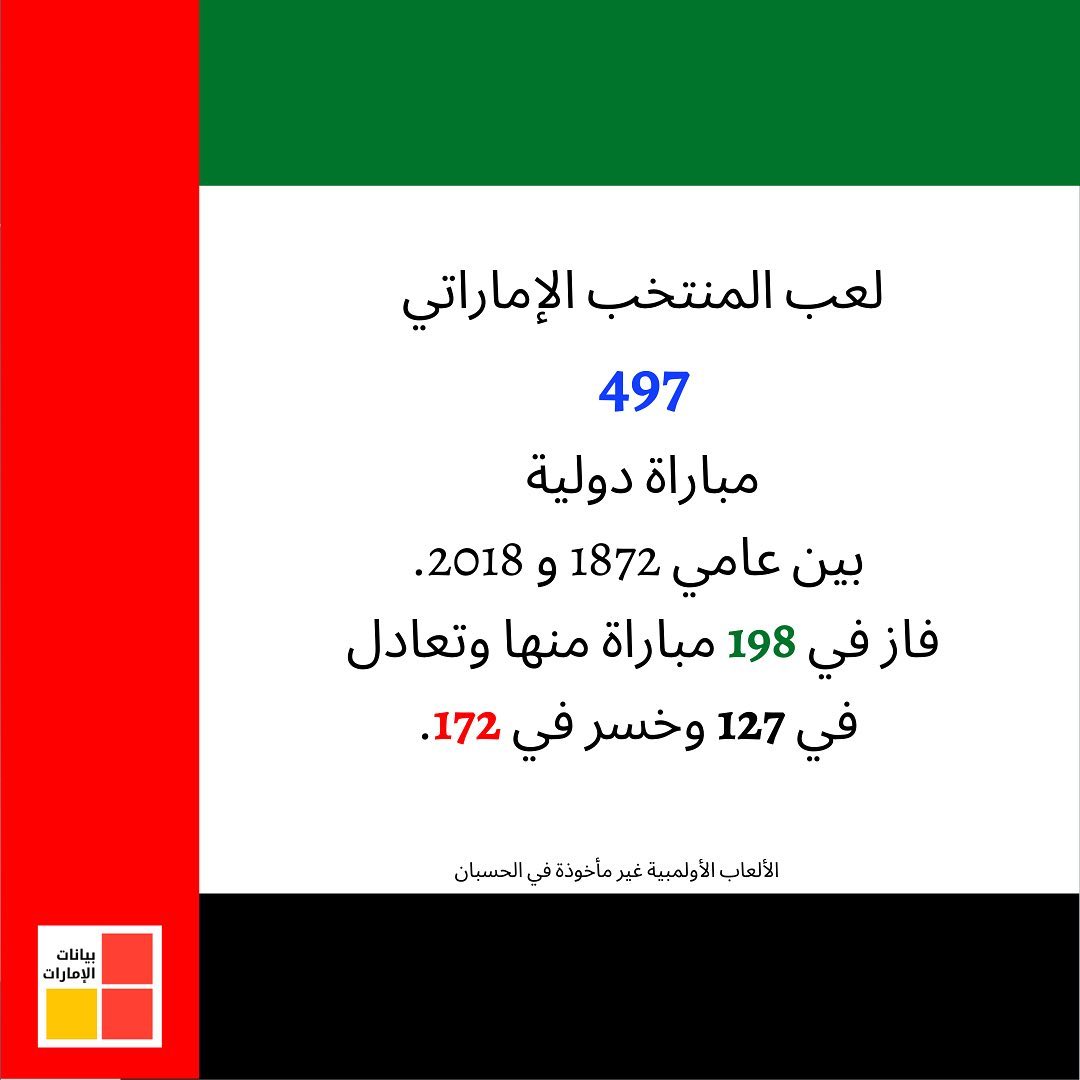 لعب المنتخب الإماراتي
497
مباراة دولية
بين عامي 1872 و 2018.
فاز في 198 مباراة منها وتعادل
في 127 وخسر في 172.
الألعاب الأولمبية غير مأخوذة في الحسبان
بيانات
الإمارات